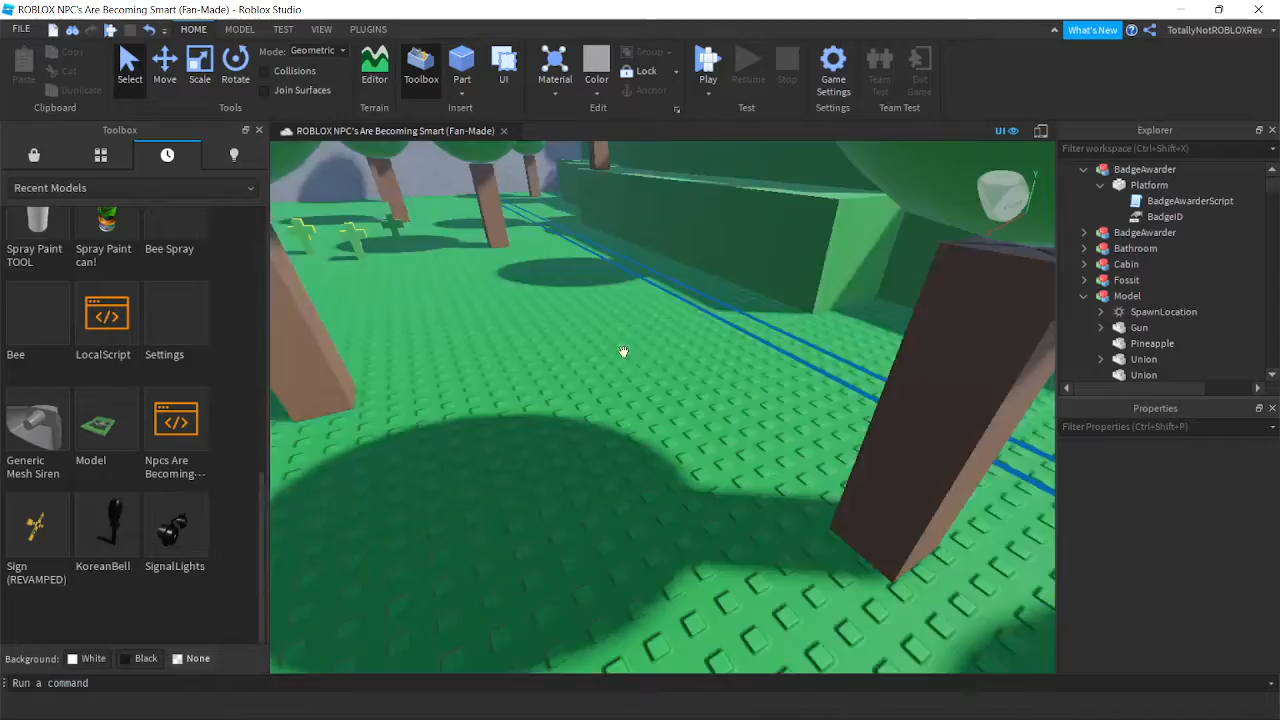 ROBLOX NPC's Are Becoming Smart (Fan-Made) - Roblox Studio
FILE
HOME
MODEL
TEST
VIEW
PLUGINS
What's New
TotallyNotROBLOXRev
Paste
Copy
Cut
Duplicate
Clipboard
Select
Move
Scale
Rotate
Mode: Geometric
Collisions
Join Surfaces
Tools
Editor
Terrain
Toolbox
Part
UI
Insert
Material
Color
Group
Lock
Anchor
Edit
Play
Resume
Stop
Test
Game
Settings
Settings
Team
Test
Exit
Game
Team Test
Toolbox
Recent Models
Spray Paint
TOOL
Spray Paint
can!
Bee Spray
Bee
LocalScript
Settings
Generic
Mesh Siren
Model
Npcs Are
Becoming···
Sign
(REVAMPED)
KoreanBell
SignalLights
Background:
White
Black
None
Run a command
ROBLOX NPC's Are Becoming Smart (Fan-Made)
UI
Explorer
Filter workspace (Ctrl+Shift+X)
BadgeAwarder
Platform
BadgeAwarderScript
BadgeID
BadgeAwarder
Bathroom
Cabin
Fossit
Model
SpawnLocation
Gun
Pineapple
Union
Union
Properties
Filter Properties (Ctrl+Shift+P)